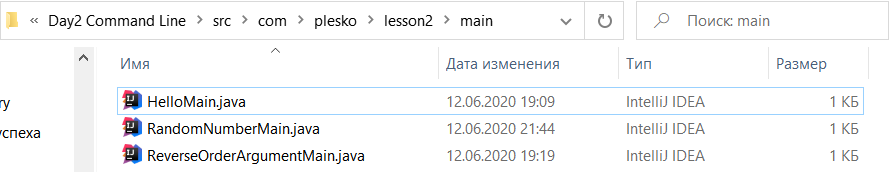 « Day2 Command Line > src > com > plesko > lesson2 > main Поиск: main
Имя Дата изменения Тип Размер
HelloMain.java 12.06.2020 19:09 IntelliJ IDEA 1 КБ
ry RandomNumberMain.java 12.06.2020 21:44 IntelliJ IDEA 1 КБ
успеха ReverseOrderArgumentMain.java 12.06.2020 19:19 IntelliJ IDEA 1 КБ